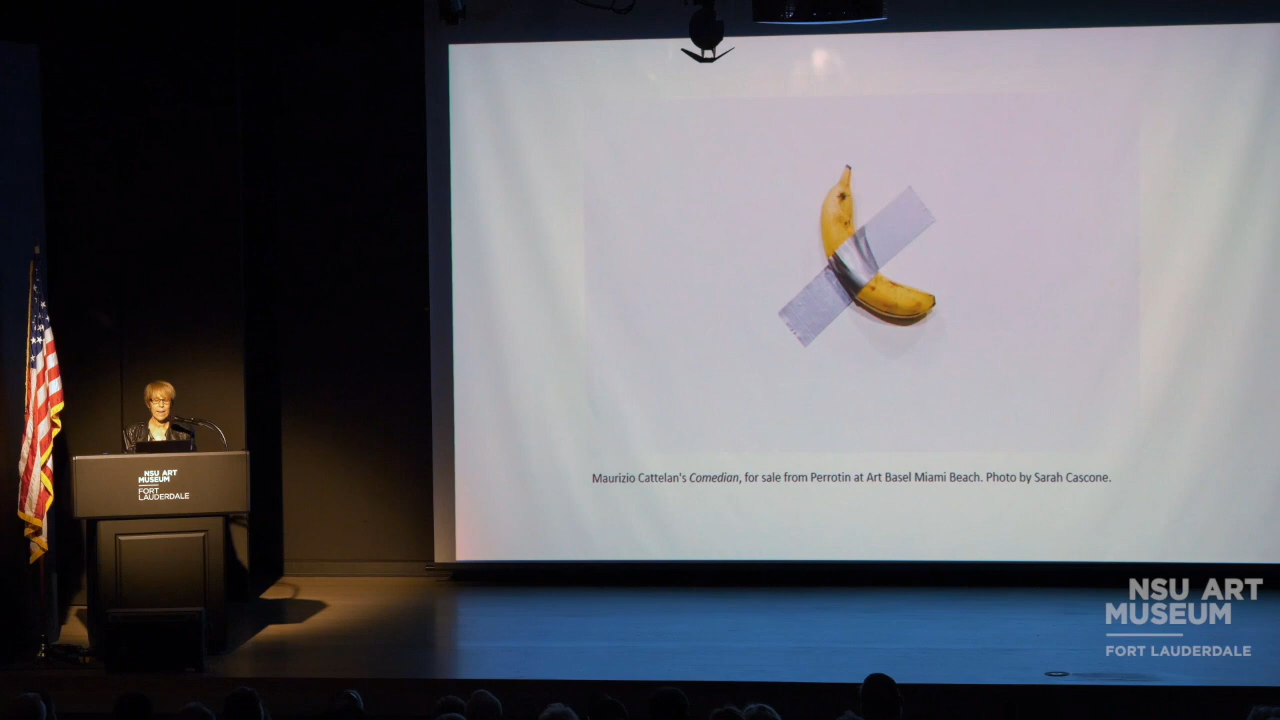 Maurizio Cattelan's Comedian, for sale from Perrotin at Art Basel Miami Beach. Photo by Sarah Cascone.
NSU ART
MUSEUM
FORT
LAUDERDALE
NSU ART
MUSEUM
FORT LAUDERDALE